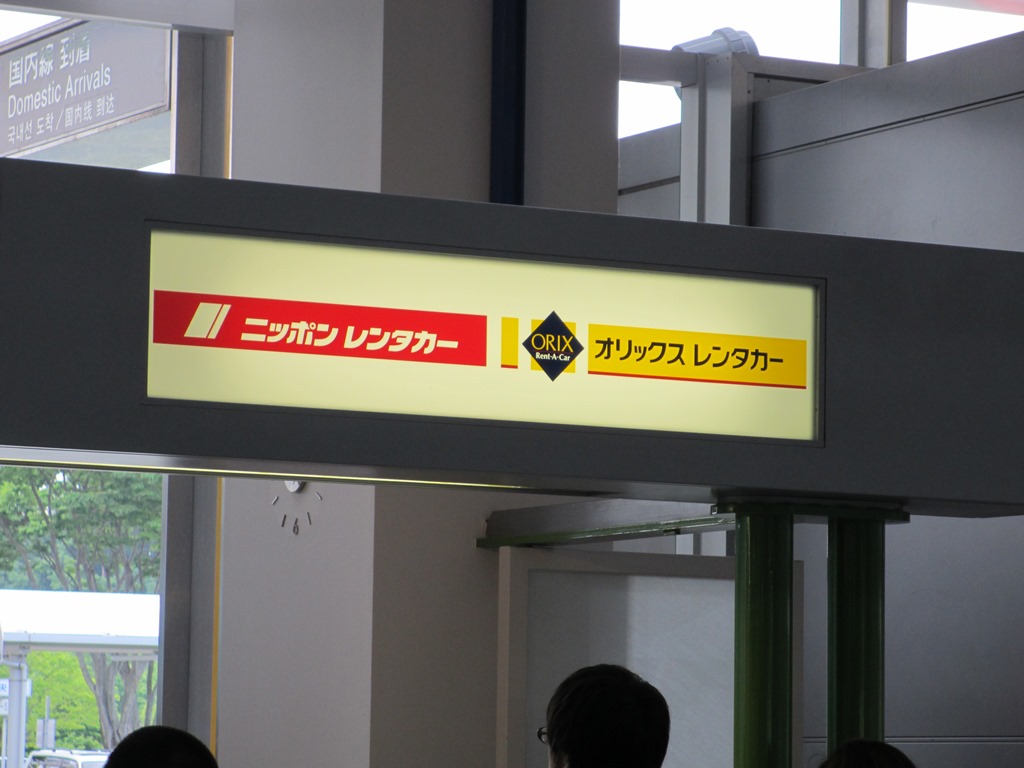 国内線 到着
Domestic Arrivals
국내선 도착 / 国内线 到达
ニッポン レンタカー
ORIX
Rent-A-Car
オリックス レンタカー
6